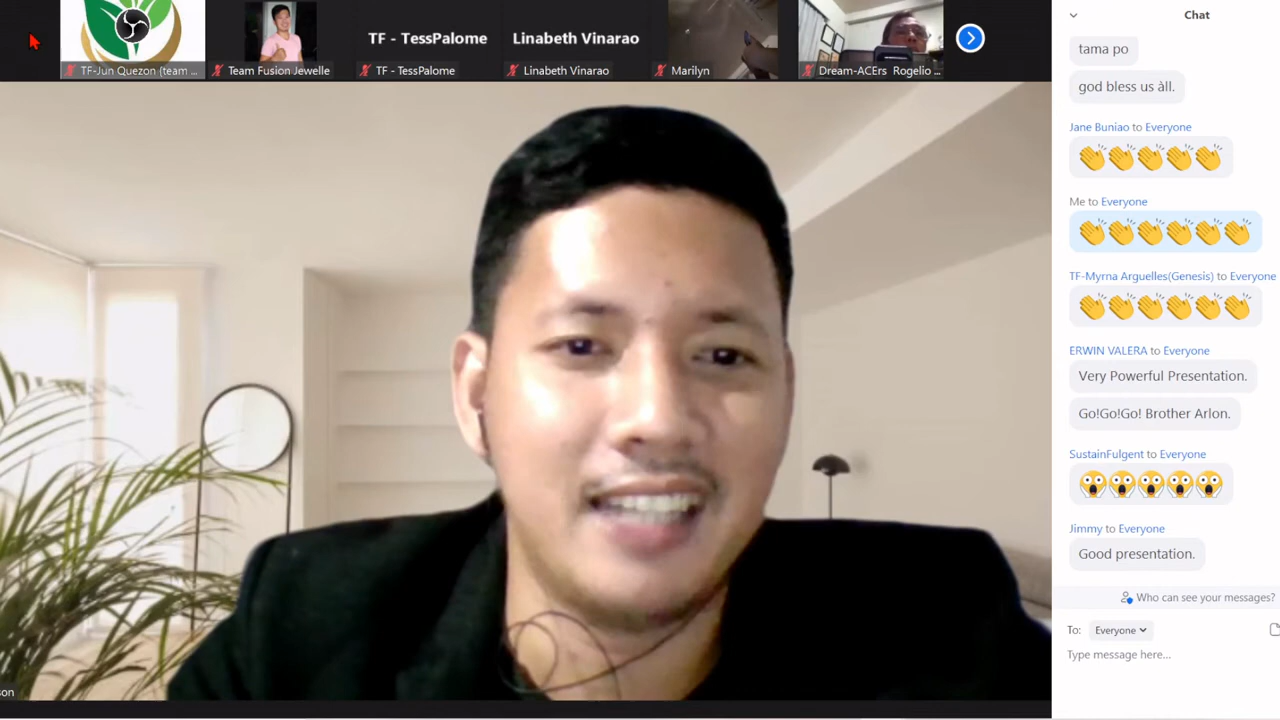 TF - TessPalome
Linabeth Vinarao
TF-Jun Quezon (team ...
Team Fusion Jewelle
TF - TessPalome
Linabeth Vinarao
Marilyn
Dream-ACErs Rogelio ...
son
Chat
tama po
god bless us àll.
Jane Buniao to Everyone
👏👏👏👏👏
Me to Everyone
👏👏👏👏👏👏
TF-Myrna Arguelles(Genesis) to Everyone
👏👏👏👏👏👏
ERWIN VALERA to Everyone
Very Powerful Presentation.
Go!Go!Go! Brother Arlon.
SustainFulgent to Everyone
😱😱😱😱😱
Jimmy to Everyone
Good presentation.
Who can see your messages?
To: Everyone
Type message here...